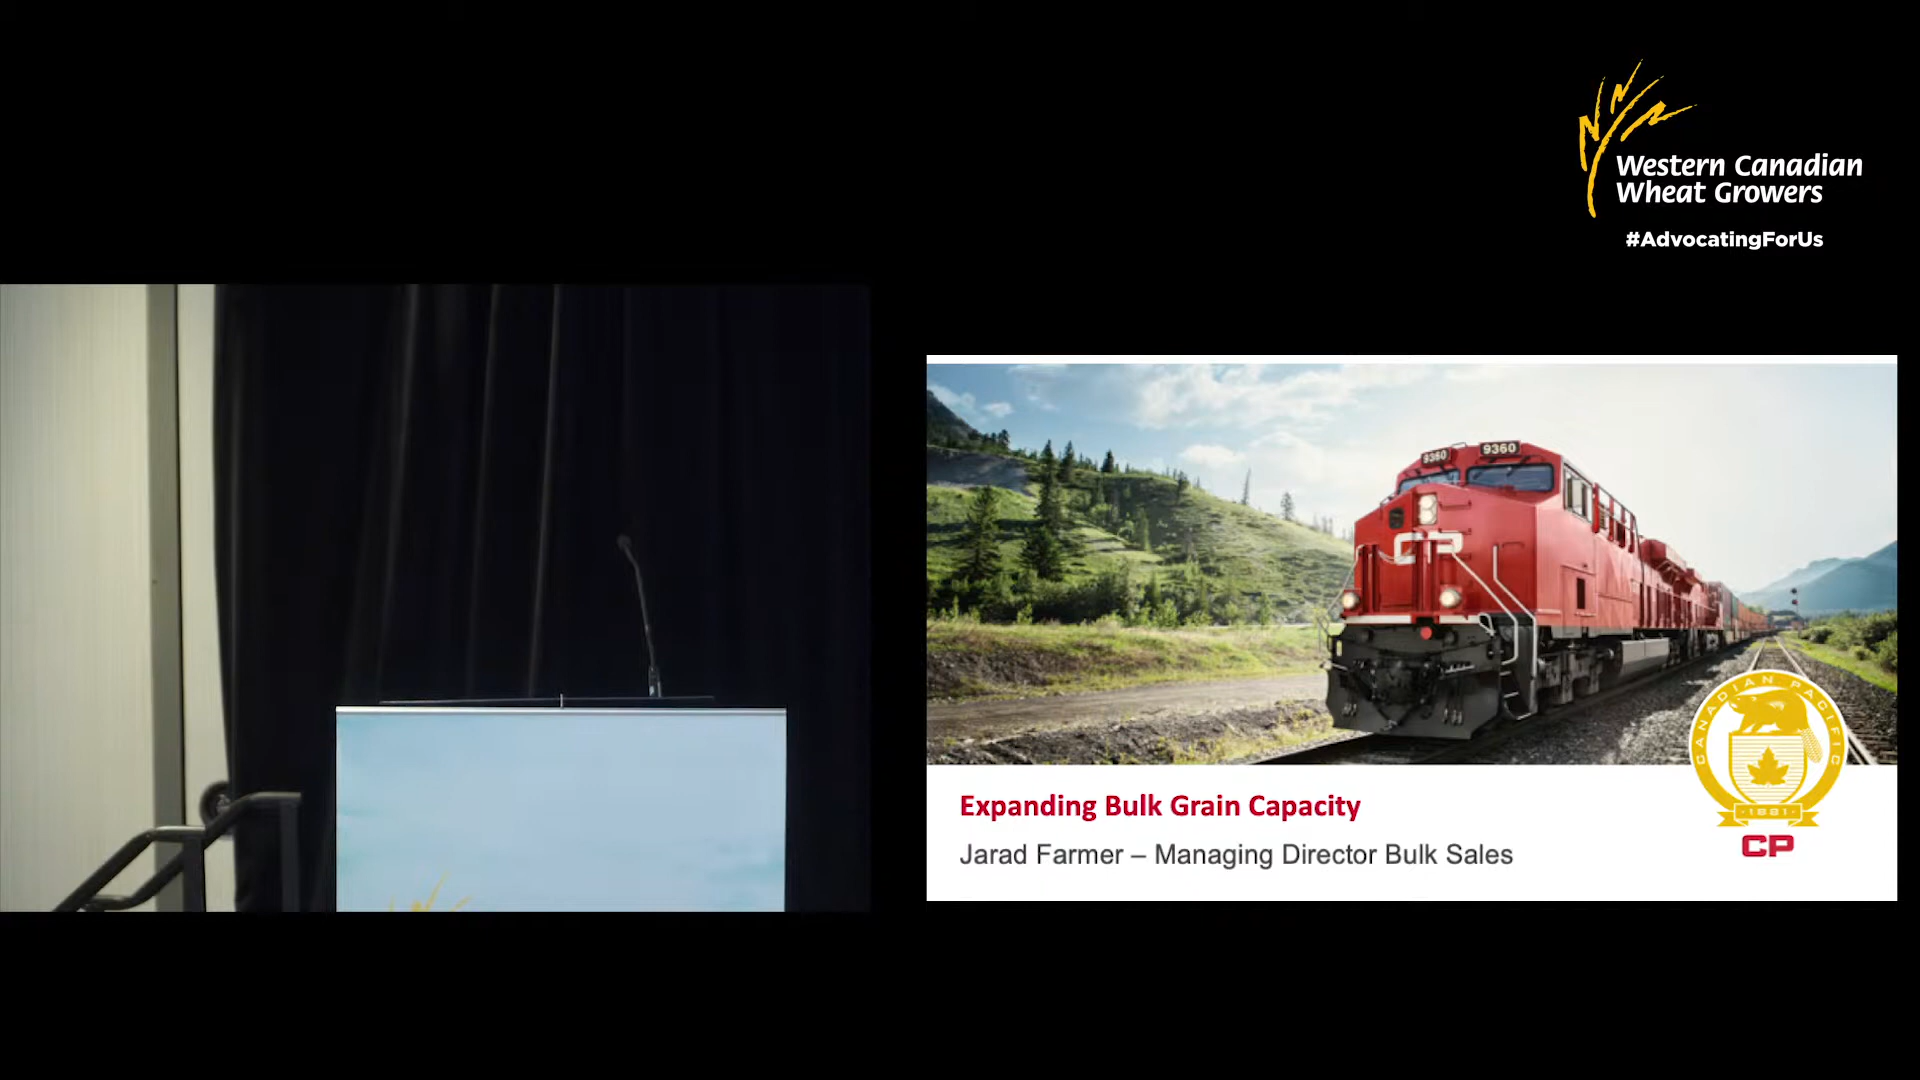 Western Canadian
Wheat Growers
#AdvocatingForUs
9360
9360
CP
CANADIAN PACIFIC
1881
CP
Expanding Bulk Grain Capacity
Jarad Farmer – Managing Director Bulk Sales